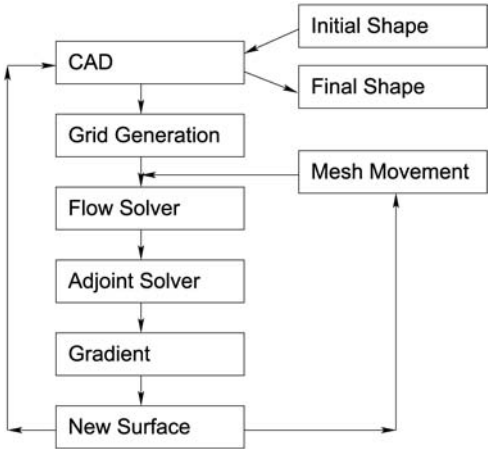 Initial Shape
CAD
Final Shape
Grid Generation
Mesh Movement
Flow Solver
Adjoint Solver
Gradient
New Surface